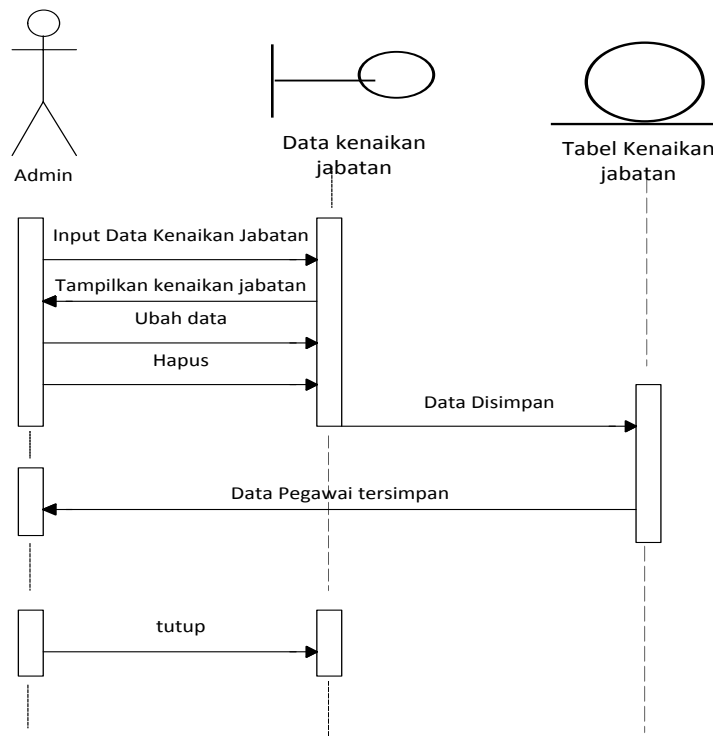 Admin
Data kenaikan
jabatan
Tabel Kenaikan
jabatan
Input Data Kenaikan Jabatan
Tampilkan kenaikan jabatan
Ubah data
Hapus
Data Disimpan
Data Pegawai tersimpan
tutup